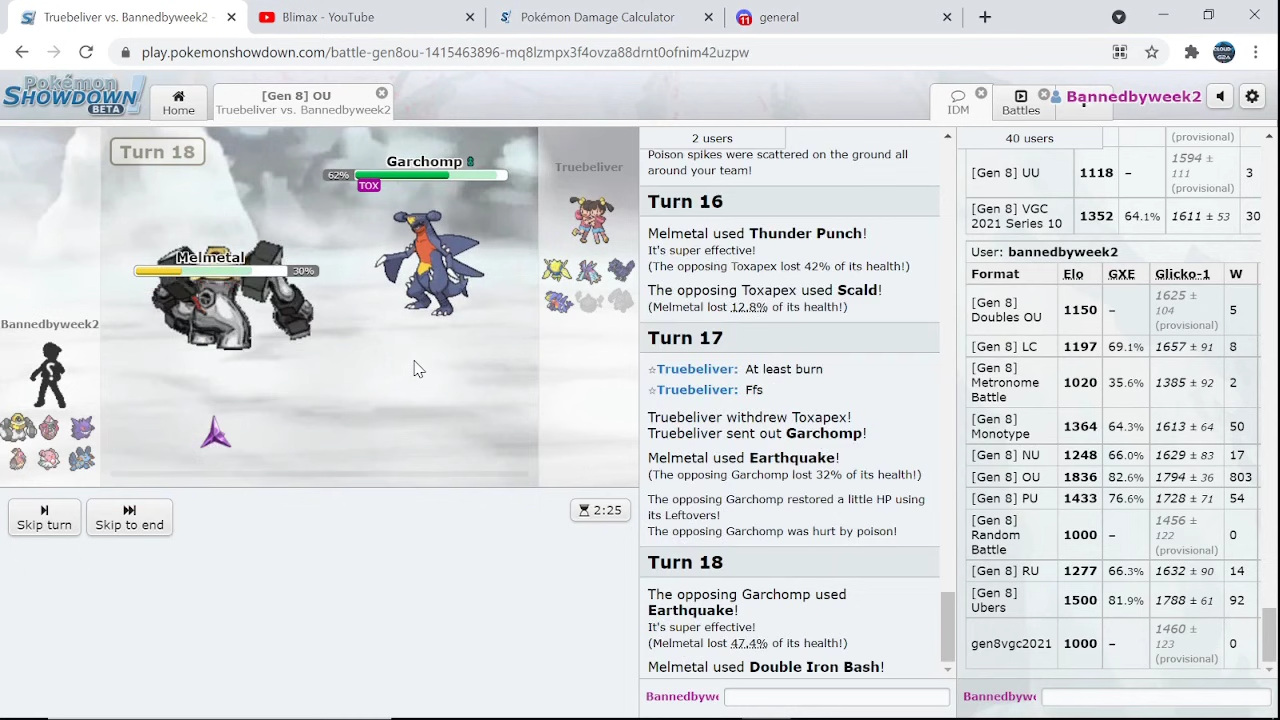 Truebeliver vs. Bannedbyweek2 -
Blimax - YouTube
Pokémon Damage Calculator
11
general
play.pokemonshowdown.com/battle-gen8ou-1415463896-mq8lzmpx3f4ovza88drnt0ofnim42uzpw
Pokémon
SHOWDOWN!
BETA
Home
[Gen 8] OU
Truebeliver vs. Bannedbyweek2
IDM
Battles
Bannedbyweek2
Turn 18
Garchomp
62%
TOX
Truebeliver
Melmetal
30%
Bannedbyweek2
Skip turn
Skip to end
2:25
2 users
Poison spikes were scattered on the ground all
around your team!
Turn 16
Melmetal used Thunder Punch!
It's super effective!
(The opposing Toxapex lost 42% of its health!)
The opposing Toxapex used Scald!
(Melmetal lost 12.8% of its health!)
Turn 17
☆Truebeliver: At least burn
☆Truebeliver: Ffs
Truebeliver withdrew Toxapex!
Truebeliver sent out Garchomp!
Melmetal used Earthquake!
(The opposing Garchomp lost 32% of its health!)
The opposing Garchomp restored a little HP using
its Leftovers!
The opposing Garchomp was hurt by poison!
Turn 18
The opposing Garchomp used
Earthquake!
It's super effective!
(Melmetal lost 47.4% of its health!)
Melmetal used Double Iron Bash!
Bannedbywe
40 users
(provisional)
[Gen 8] UU 1118 – 1594 ± 111 (provisional) 3
[Gen 8] VGC 2021 Series 10 1352 64.1% 1611 ± 53 30
User: bannedbyweek2
Format Elo GXE Glicko-1 W
[Gen 8] Doubles OU 1150 – 1625 ± 104 (provisional) 5
[Gen 8] LC 1197 69.1% 1657 ± 91 8
[Gen 8] Metronome Battle 1020 35.6% 1385 ± 92 2
[Gen 8] Monotype 1364 64.3% 1613 ± 64 50
[Gen 8] NU 1248 66.0% 1629 ± 83 17
[Gen 8] OU 1836 82.6% 1794 ± 36 803
[Gen 8] PU 1433 76.6% 1728 ± 71 54
[Gen 8] Random Battle 1000 – 1456 ± 122 (provisional) 0
[Gen 8] RU 1277 66.3% 1632 ± 90 14
[Gen 8] Ubers 1500 81.9% 1788 ± 61 92
gen8vgc2021 1000 – 1460 ± 123 (provisional) 0
Bannedbyw